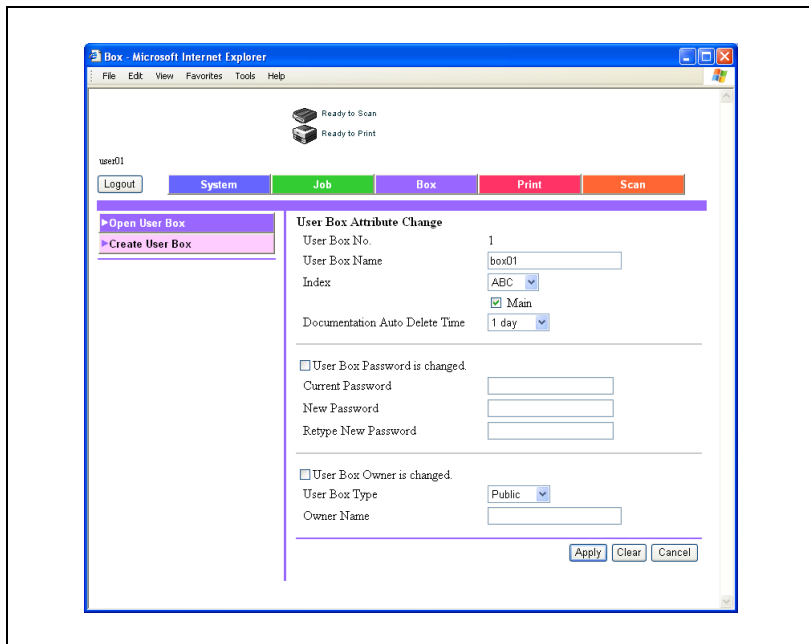 Box - Microsoft Internet Explorer
File Edit View Favorites Tools Help
Ready to Scan
Ready to Print
user01
Logout System Job Box Print Scan
Open User Box
Create User Box
User Box Attribute Change
User Box No. 1
User Box Name box01
Index ABC
Main
Documentation Auto Delete Time 1 day
User Box Password is changed.
Current Password
New Password
Retype New Password
User Box Owner is changed.
User Box Type Public
Owner Name
Apply Clear Cancel